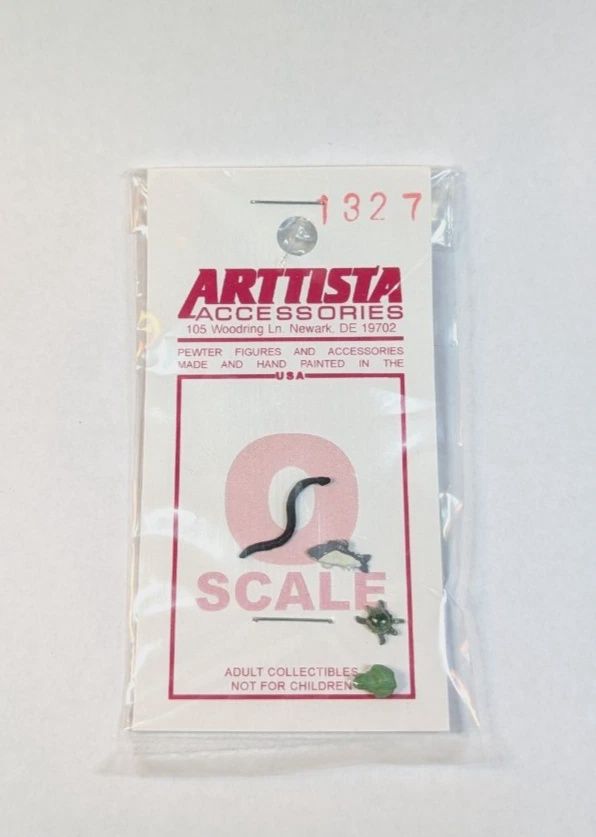 1327
ARTTISTA
ACCESSORIES
105 Woodring Ln. Newark, DE 19702
PEWTER FIGURES AND ACCESSORIES
MADE AND HAND PAINTED IN THE
USA
O
SCALE
ADULT COLLECTIBLES
NOT FOR CHILDREN